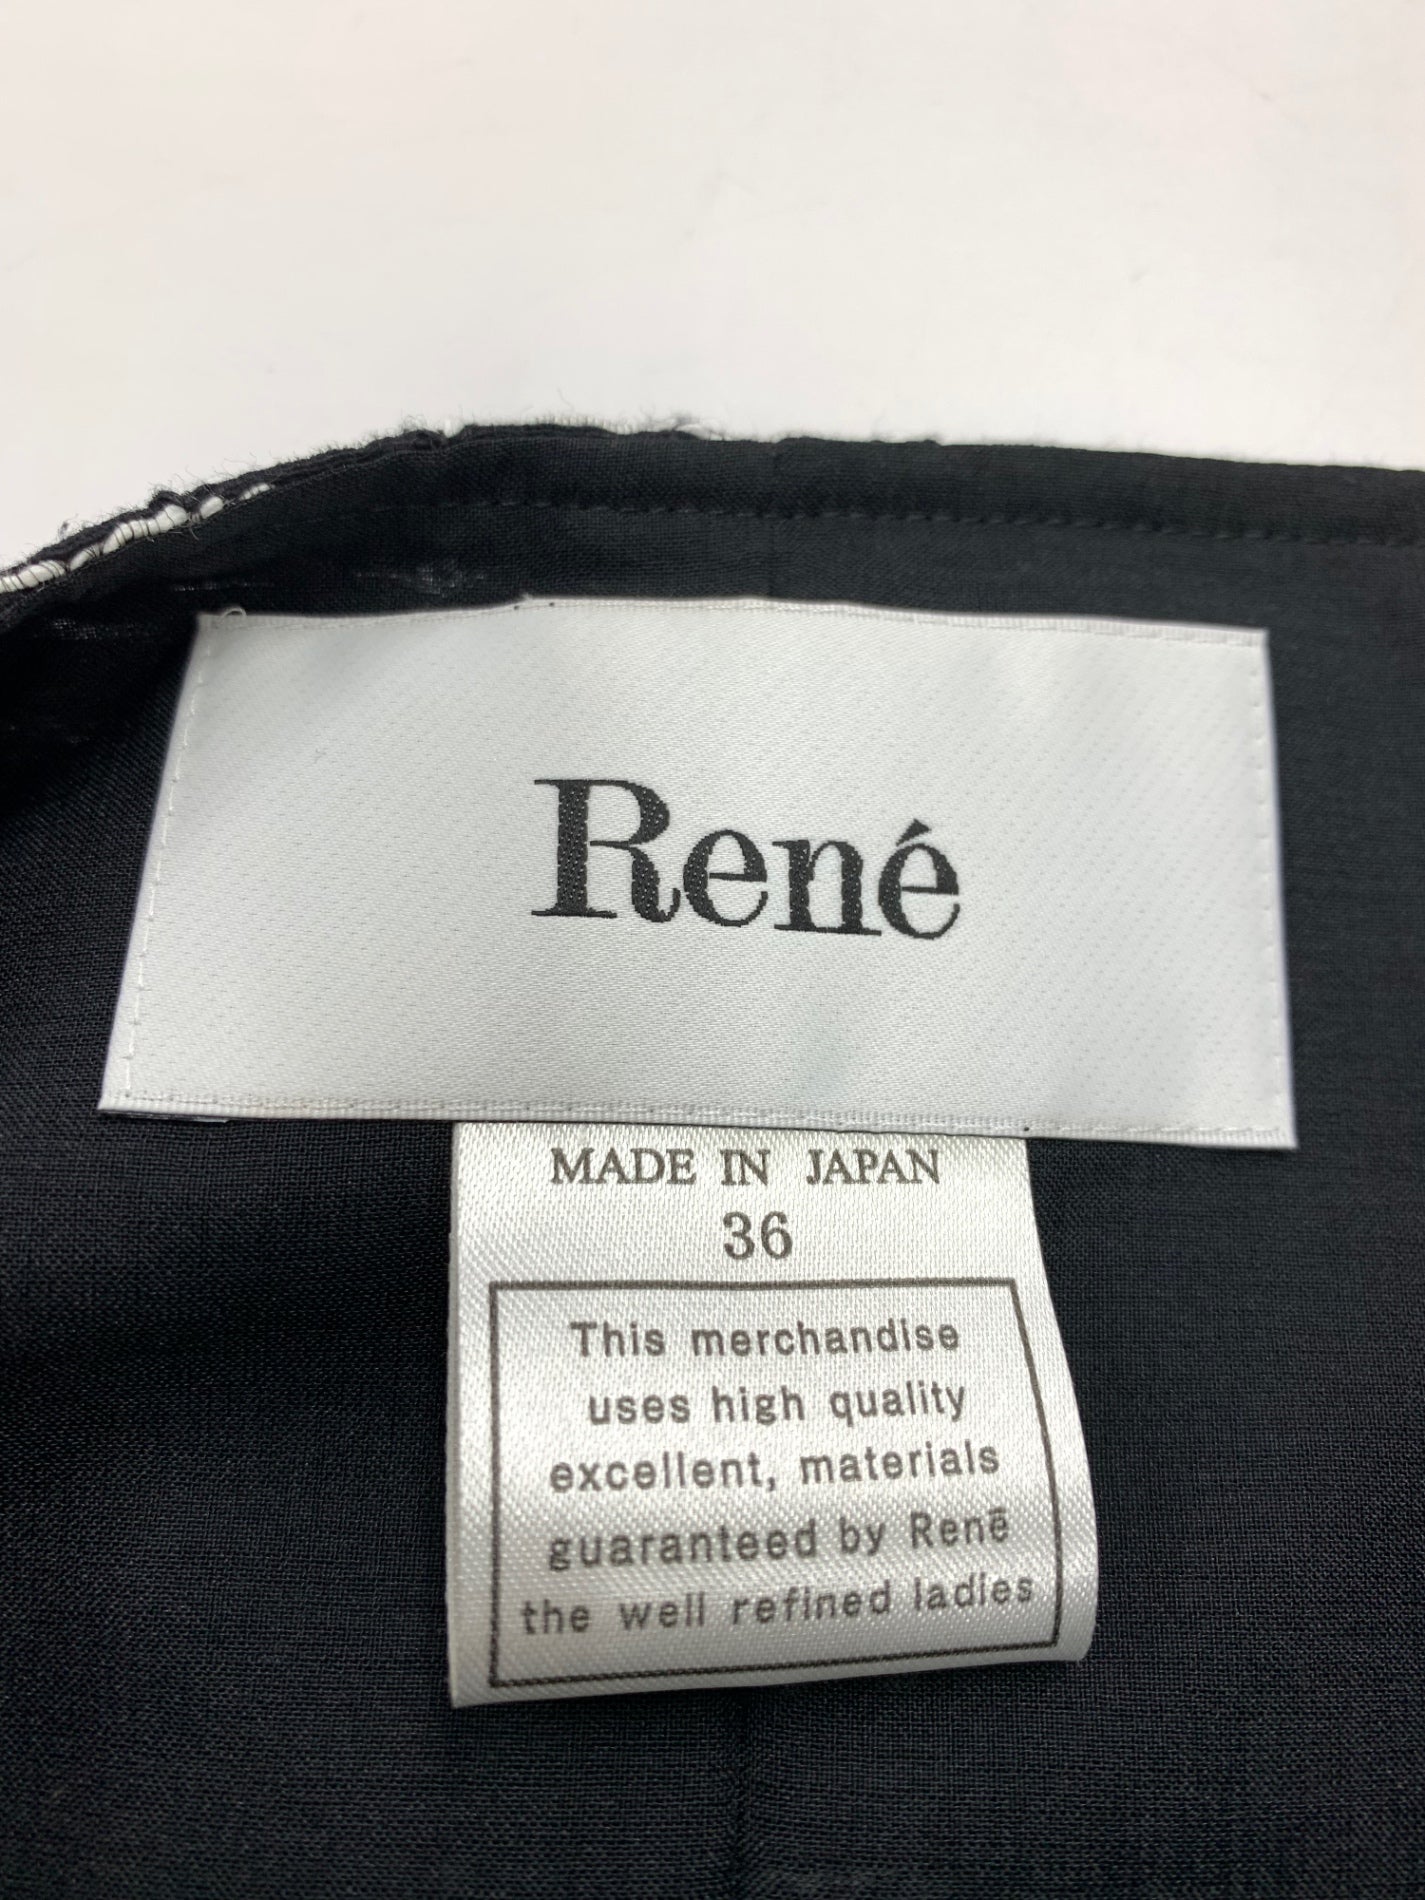 René
MADE IN JAPAN
36
This merchandise
uses high quality
excellent, materials
guaranteed by Renē
the well refined ladies